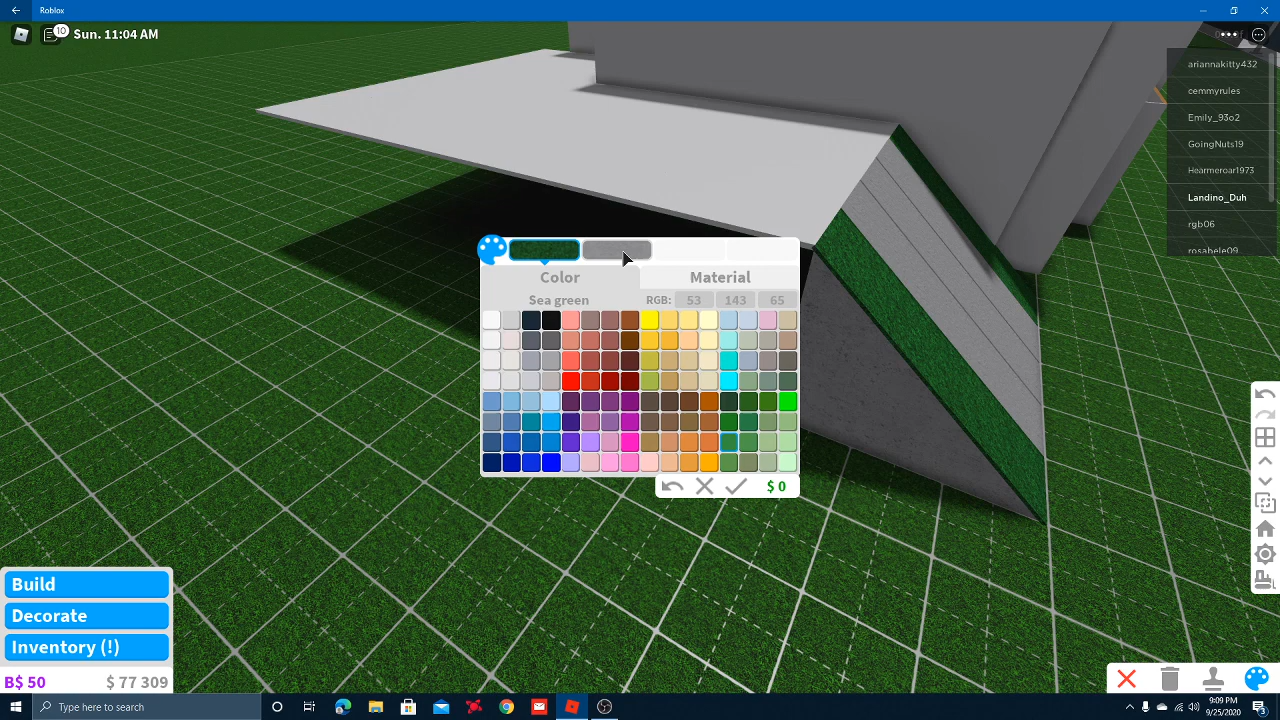 Roblox
10
Sun. 11:04 AM
ariannakitty432
cemmyrules
Emily_93o2
GoingNuts19
Hearmeroar1973
Landino_Duh
rgb06
rosabele09
Color
Material
Sea green
RGB: 53 143 65
$ 0
Build
Decorate
Inventory (!)
B$ 50
$ 77 309
Type here to search
9:09 PM
9/25/2020
3